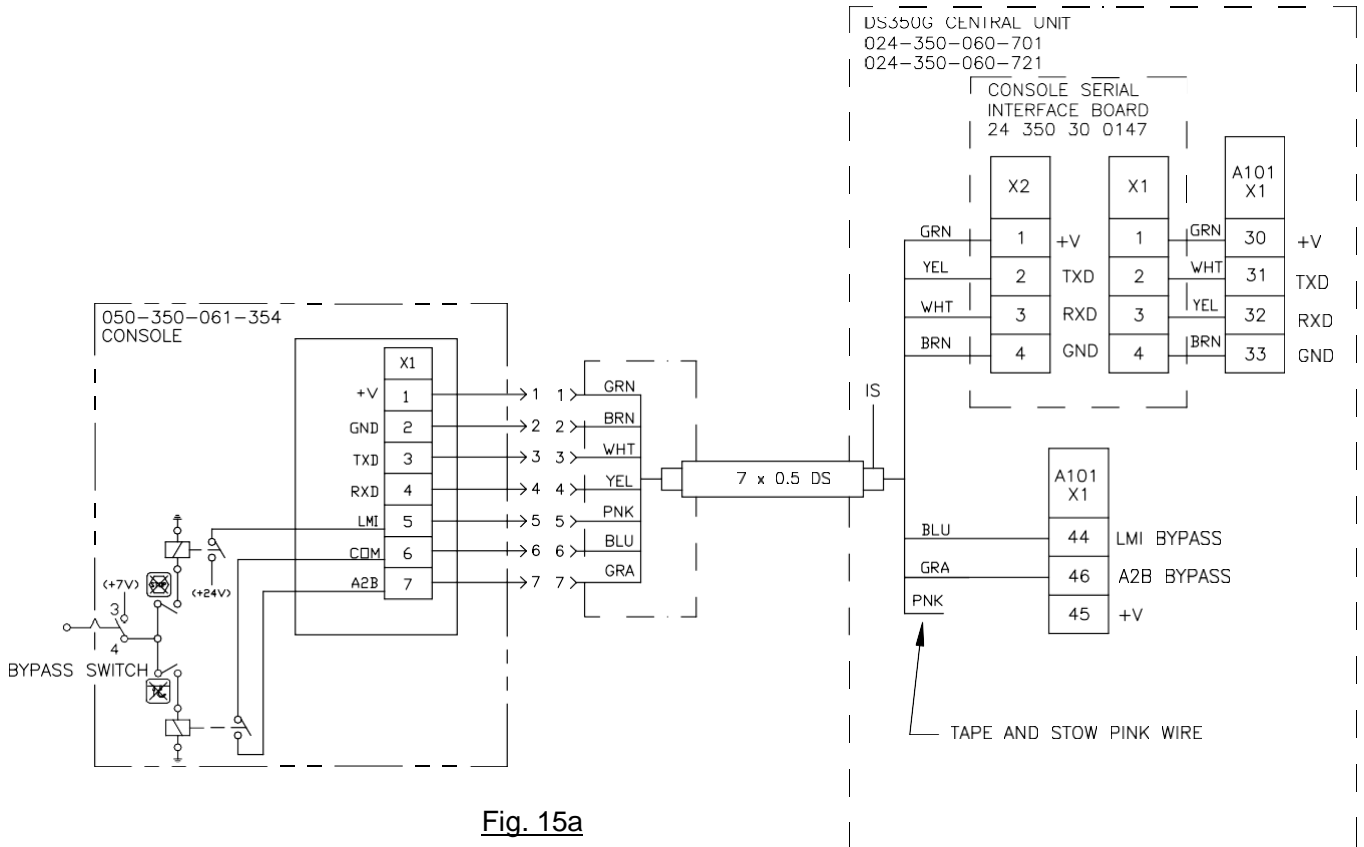 DS350G CENTRAL UNIT
024-350-060-701
024-350-060-721
CONSOLE SERIAL
INTERFACE BOARD
24 350 30 0147
X2
X1
A101
X1
GRN
1
+V
1
GRN
30
+V
YEL
2
TXD
2
WHT
31
TXD
WHT
3
RXD
3
YEL
32
RXD
BRN
4
GND
4
BRN
33
GND
050-350-061-354
CONSOLE
X1
+V
1
1
1
GRN
GND
2
2
2
BRN
TXD
3
3
3
WHT
RXD
4
4
4
YEL
LMI
5
5
5
PNK
COM
6
6
6
BLU
A2B
7
7
7
GRA
(+7V)
(+24V)
3
4
BYPASS SWITCH
7 x 0.5 DS
IS
A101
X1
BLU
44
LMI BYPASS
GRA
46
A2B BYPASS
PNK
45
+V
TAPE AND STOW PINK WIRE
Fig. 15a